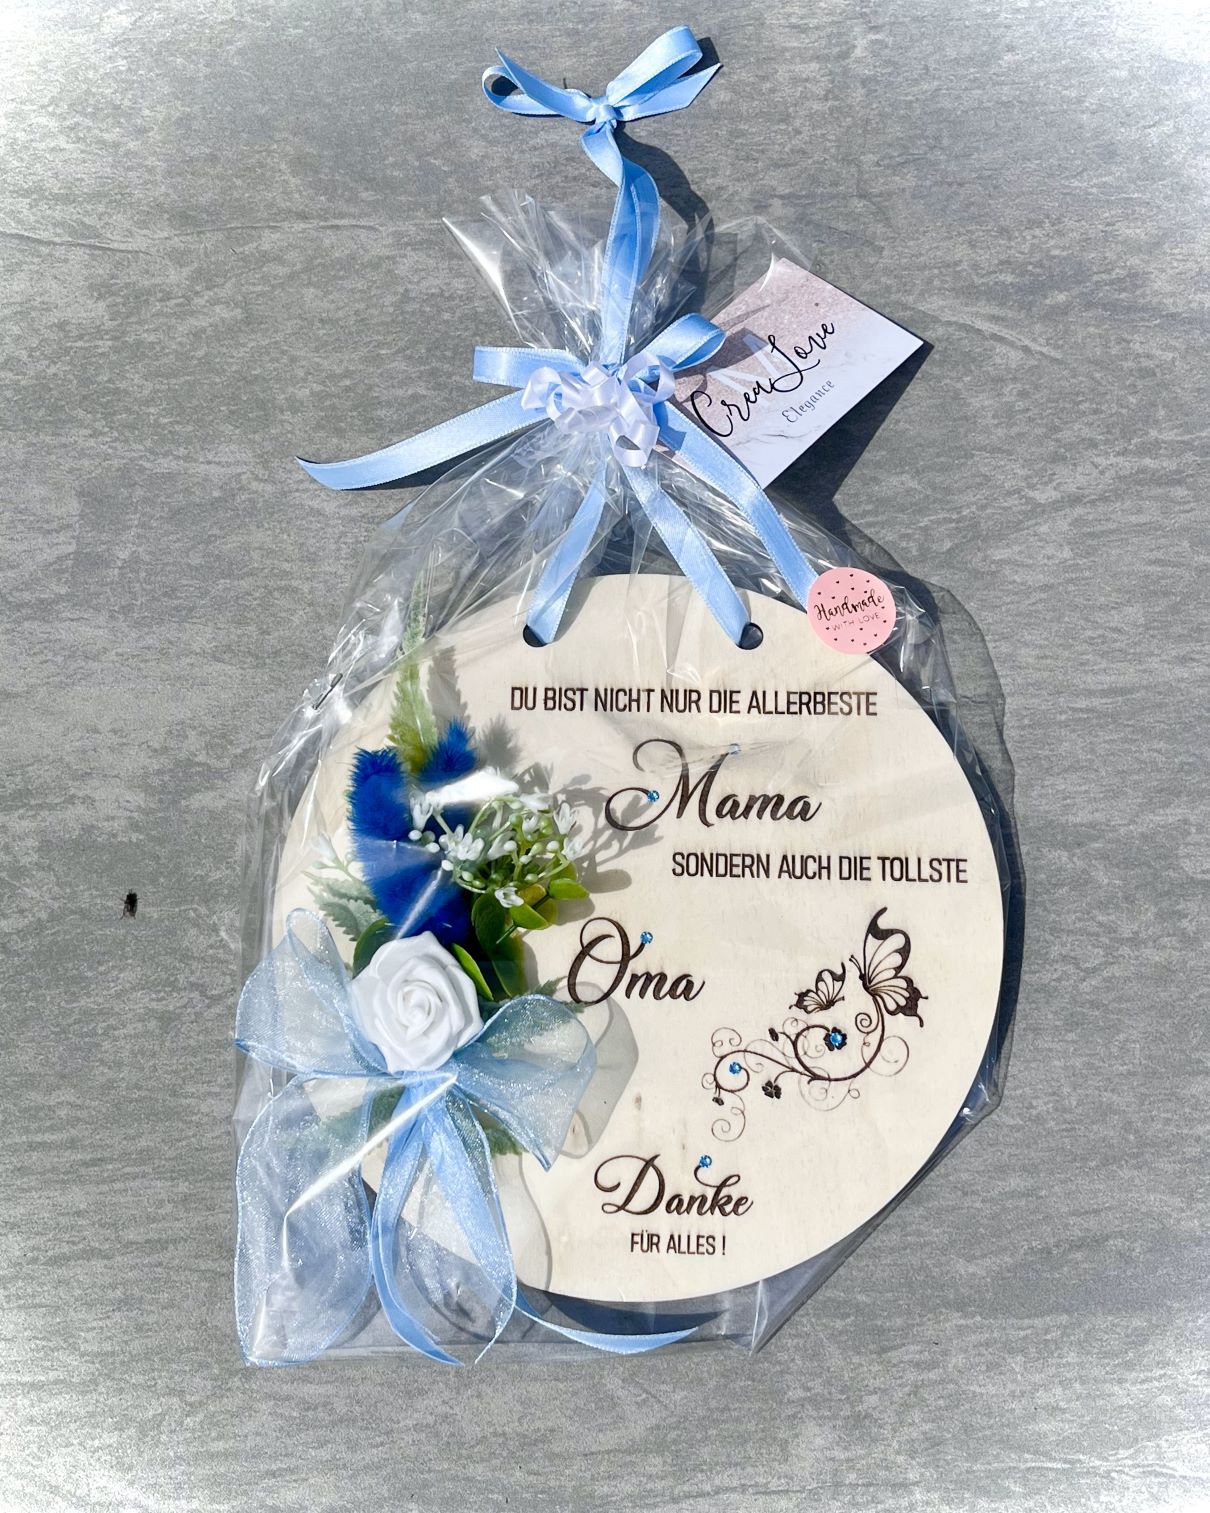 CreaLove
Elegance
Handmade
WITH LOVE
DU BIST NICHT NUR DIE ALLERBESTE
Mama
SONDERN AUCH DIE TOLLSTE
Oma
Danke
FÜR ALLES !